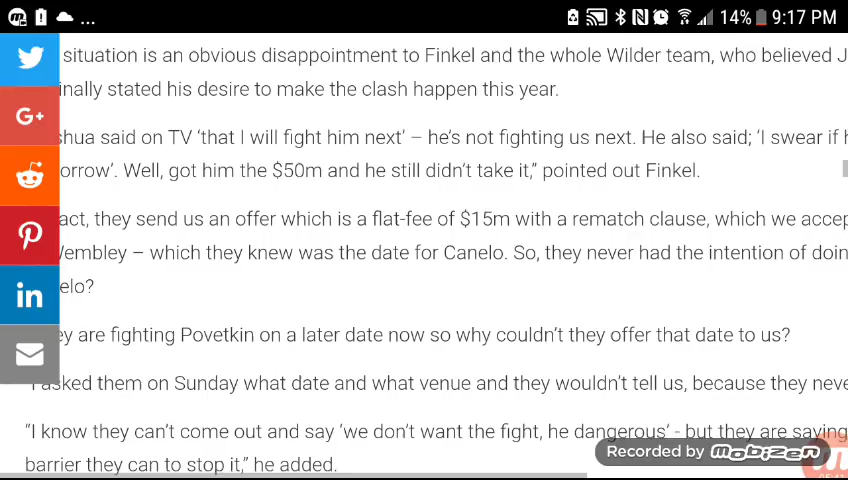 ... 14% 9:17 PM
situation is an obvious disappointment to Finkel and the whole Wilder team, who believed J
inally stated his desire to make the clash happen this year.
shua said on TV ‘that I will fight him next’ – he’s not fighting us next. He also said; ‘I swear if h
orrow’. Well, got him the $50m and he still didn’t take it,” pointed out Finkel.
act, they send us an offer which is a flat-fee of $15m with a rematch clause, which we accep
Wembley – which they knew was the date for Canelo. So, they never had the intention of doin
elo?
ey are fighting Povetkin on a later date now so why couldn’t they offer that date to us?
I asked them on Sunday what date and what venue and they wouldn’t tell us, because they neve
“I know they can’t come out and say ‘we don’t want the fight, he dangerous’ - but they are saying
barrier they can to stop it,” he added.
G+
in
Recorded by mobizen